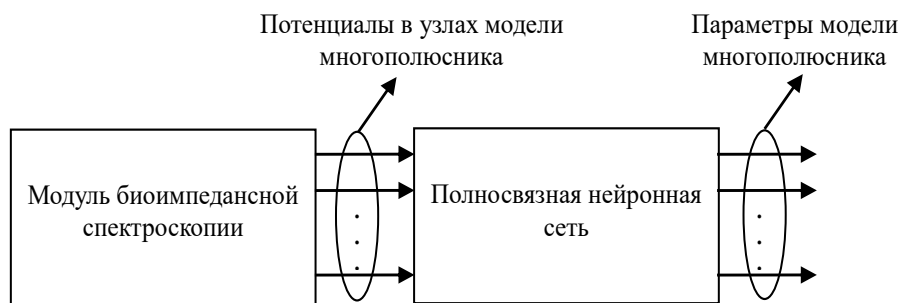 Потенциалы в узлах модели
многополюсника
Параметры модели
многополюсника
Модуль биоимпедансной
спектроскопии
Полносвязная нейронная
сеть